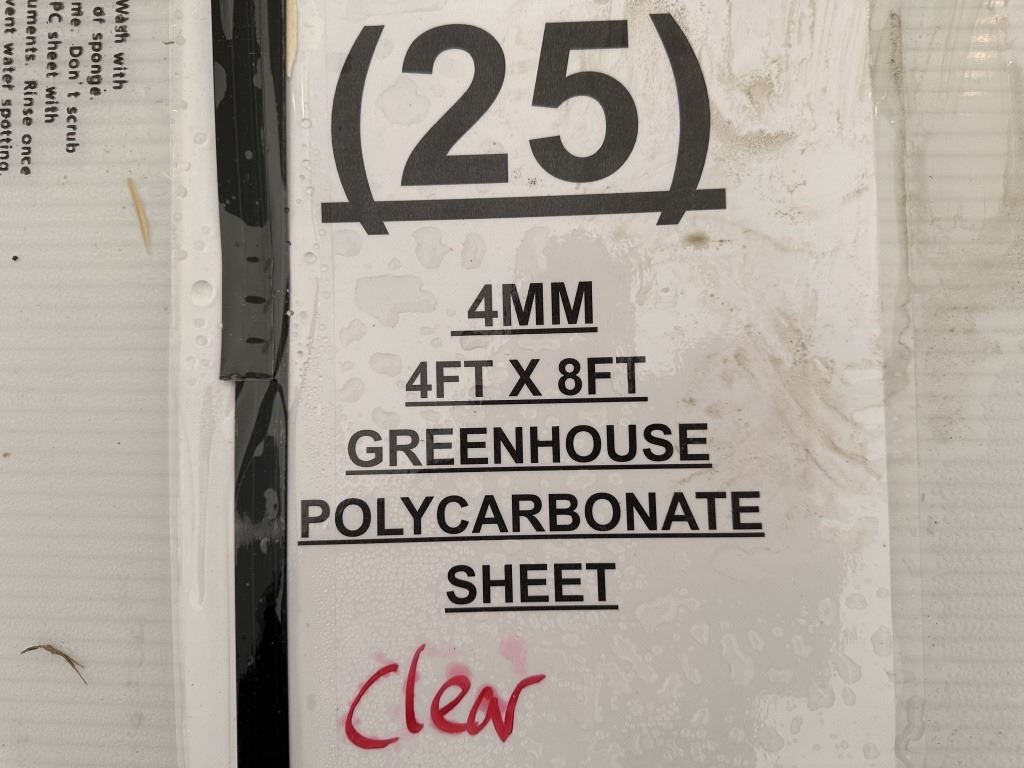 Wash with
or sponge.
me. Don't scrub
PC sheet with
uments. Rinse once
vent water spotting.
(25)
4MM
4FT X 8FT
GREENHOUSE
POLYCARBONATE
SHEET
Clear